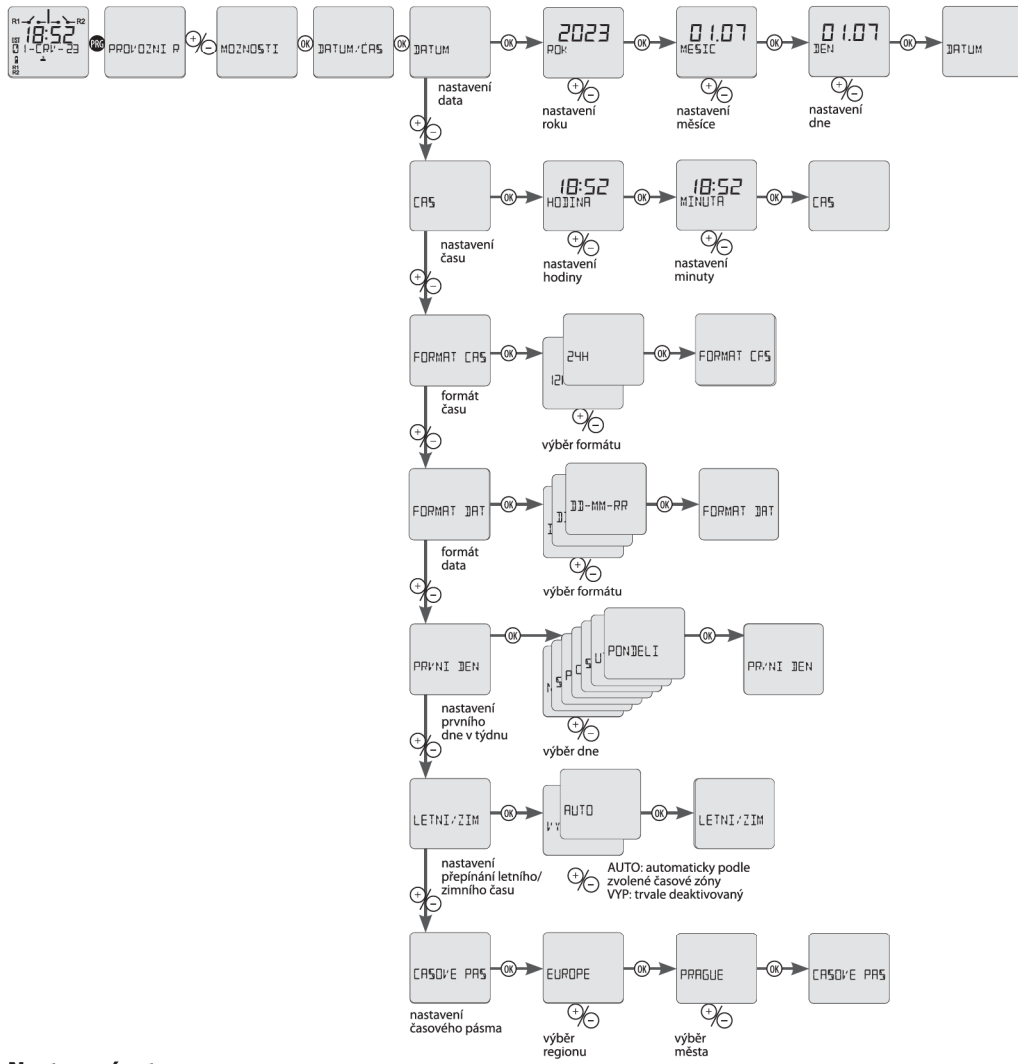 R1 R2
18:52
1-CRV-23
R1
R2
PRG
PROVOZNI R
+/-
MOZNOSTI
OK
DATUM/CAS
OK
DATUM
OK
2023
ROK
OK
01.07
MESIC
OK
01.07
DEN
OK
DATUM
nastavení
data
+/-
nastavení
roku
+/-
nastavení
měsíce
+/-
nastavení
dne
+/-
CAS
OK
18:52
HODINA
OK
18:52
MINUTA
OK
CAS
nastavení
času
+/-
nastavení
hodiny
+/-
nastavení
minuty
+/-
FORMAT CAS
OK
24H
OK
FORMAT CAS
formát
času
+/-
výběr formátu
+/-
FORMAT DAT
OK
DD-MM-RR
OK
FORMAT DAT
formát
data
+/-
výběr formátu
+/-
PRVNI DEN
OK
PONDELI
OK
PRVNI DEN
nastavení
prvního
dne v týdnu
+/-
výběr dne
+/-
LETNI/ZIM
OK
VY
AUTO
OK
LETNI/ZIM
nastavení
přepínání letního/
zimního času
+/-
AUTO: automaticky podle
zvolené časové zóny
VYP: trvale deaktivovaný
+/-
CASOVE PAS
OK
EUROPE
OK
PRAGUE
OK
CASOVE PAS
nastavení
časového pásma
+/-
výběr
regionu
+/-
výběr
města